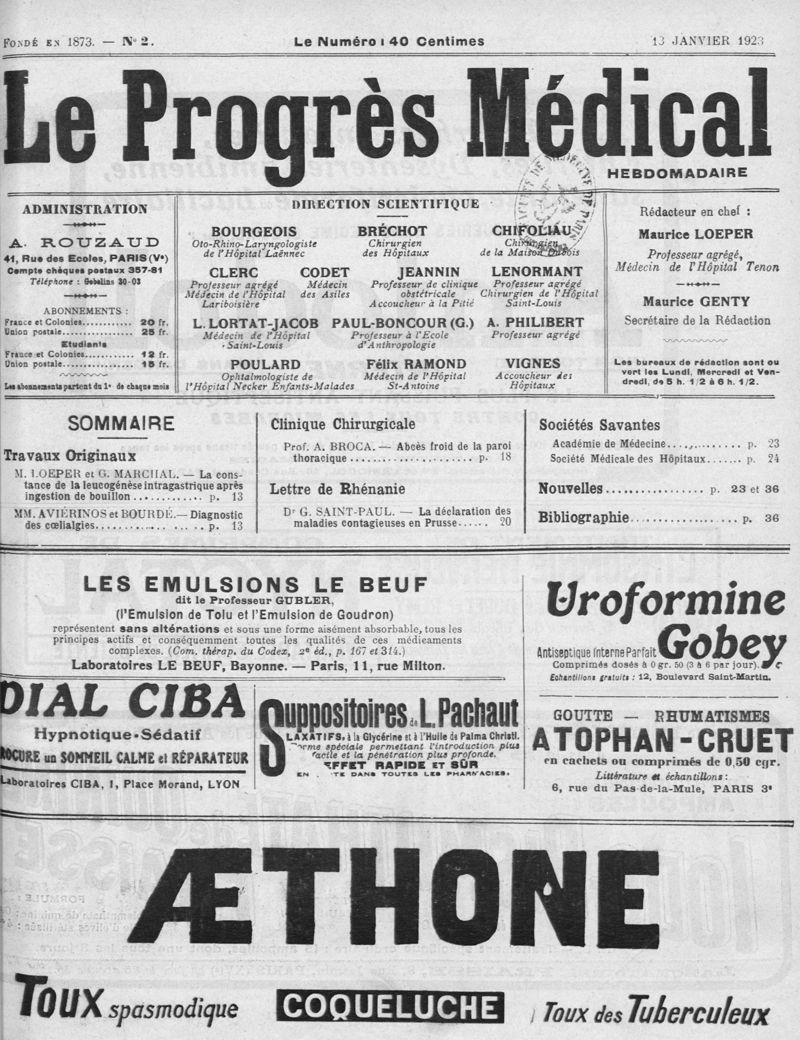 FONDÉ EN 1873. — N° 2.
Le Numéro : 40 Centimes
13 JANVIER 1923
Le Progrès Médical
HEBDOMADAIRE
ADMINISTRATION
A. ROUZAUD
41, Rue des Ecoles, PARIS (Ve)
Compte chèques postaux 357-81
Téléphone : Gobelins 30-03
ABONNEMENTS :
France et Colonies............ 20 fr.
Union postale............ 25 fr.
Etudiants
France et Colonies............ 12 fr.
Union postale............ 15 fr.
Les abonnements partent du 1er de chaque mois
DIRECTION SCIENTIFIQUE
BOURGEOIS
Oto-Rhino-Laryngologiste
de l'Hôpital Laënnec
BRÉCHOT
Chirurgien
des Hôpitaux
CHIFOLIAU
Chirurgien
de la Maison Dubois
CLERC
Professeur agrégé
Médecin de l'Hôpital
Lariboisière
CODET
Médecin
des Asiles
JEANNIN
Professeur de clinique
obstétricale
Accoucheur à la Pitié
LENORMANT
Professeur agrégé
Chirurgien de l'Hôpital
Saint-Louis
L. LORTAT-JACOB
Médecin de l'Hôpital
Saint-Louis
PAUL-BONCOUR (G.)
Professeur à l'Ecole
d'Anthropologie
A. PHILIBERT
Professeur agrégé
POULARD
Ophtalmologiste de
l'Hôpital Necker Enfants-Malades
Félix RAMOND
Médecin de l'Hôpital
St-Antoine
VIGNES
Accoucheur des
Hôpitaux
Rédacteur en chef :
Maurice LOEPER
Professeur agrégé,
Médecin de l'Hôpital Tenon
Maurice GENTY
Secrétaire de la Rédaction
Les bureaux de rédaction sont ou
vert­es les Lundi, Mercredi et Ven-
dredi, de 5 h. 1/2 à 6 h. 1/2.
SOMMAIRE
Travaux Originaux
M. LOEPER et G. MARCHAL. — La cons-
tance de la leucogénèse intragastrique après
ingestion de bouillon ............ p. 13
MM. AVIÉRINOS et BOURDÉ. — Diagnostic
des cœlialgies............ p. 13
Clinique Chirurgicale
Prof. A. BROCA. — Abcès froid de la paroi
thoracique ............ p. 18
Lettre de Rhénanie
Dr G. SAINT-PAUL. — La déclaration des
maladies contagieuses en Prusse...... 20
Sociétés Savantes
Académie de Médecine............ p. 23
Société Médicale des Hôpitaux....... p. 24
Nouvelles ............ p. 23 et 36
Bibliographie............ p. 36
LES EMULSIONS LE BEUF
dit le Professeur GUBLER,
(l'Emulsion de Tolu et l'Emulsion de Goudron)
représentent sans altérations et sous une forme aisément absorbable, tous les
principes actifs et conséquemment toutes les qualités de ces médicaments
complexes. (Com. thérap. du Codex, 2e éd., p. 167 et 314.)
Laboratoires LE BEUF, Bayonne. — Paris, 11, rue Milton.
Uroformine
Gobey
Antiseptique Interne Parfait
Comprimés dosés à 0 gr. 50 (3 à 6 par jour).
Echantillons gratuits : 12, Boulevard Saint-Martin.
DIAL CIBA
Hypnotique-Sédatif
PROCURE un SOMMEIL CALME et RÉPARATEUR
Laboratoires CIBA, 1, Place Morand, LYON
Suppositoires de L. Pachaut
LAXATIFS, à la Glycérine et à l'Huile de Palma Christi.
Forme spéciale permettant l'introduction plus
facile et la pénétration plus profonde.
EFFET RAPIDE ET SÛR
EN VENTE DANS TOUTES LES PHARMACIES.
GOUTTE - RHUMATISMES
ATOPHAN-CRUET
en cachets ou comprimés de 0,50 cgr.
Littérature et échantillons :
6, rue du Pas-de-la-Mule, PARIS 3e
ÆTHONE
Toux spasmodique
COQUELUCHE
Toux des Tuberculeux